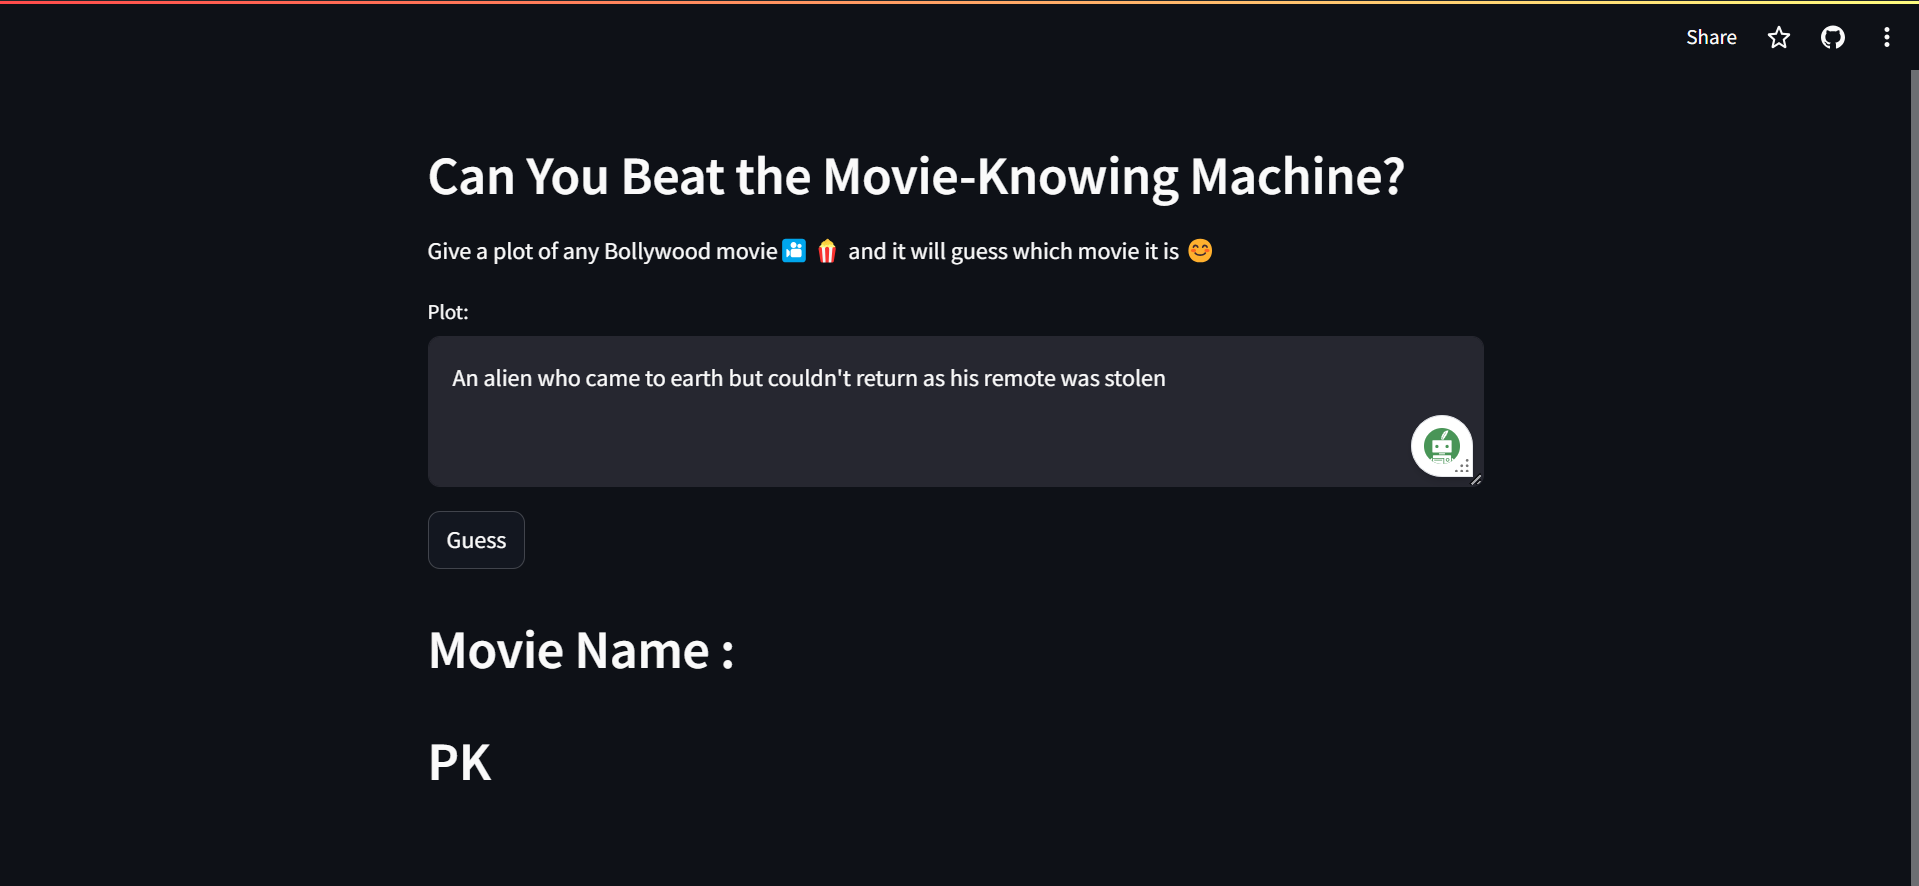 Share
Can You Beat the Movie-Knowing Machine?
Give a plot of any Bollywood movie🎦 🍿 and it will guess which movie it is 😊
Plot:
An alien who came to earth but couldn't return as his remote was stolen
Guess
Movie Name :
PK